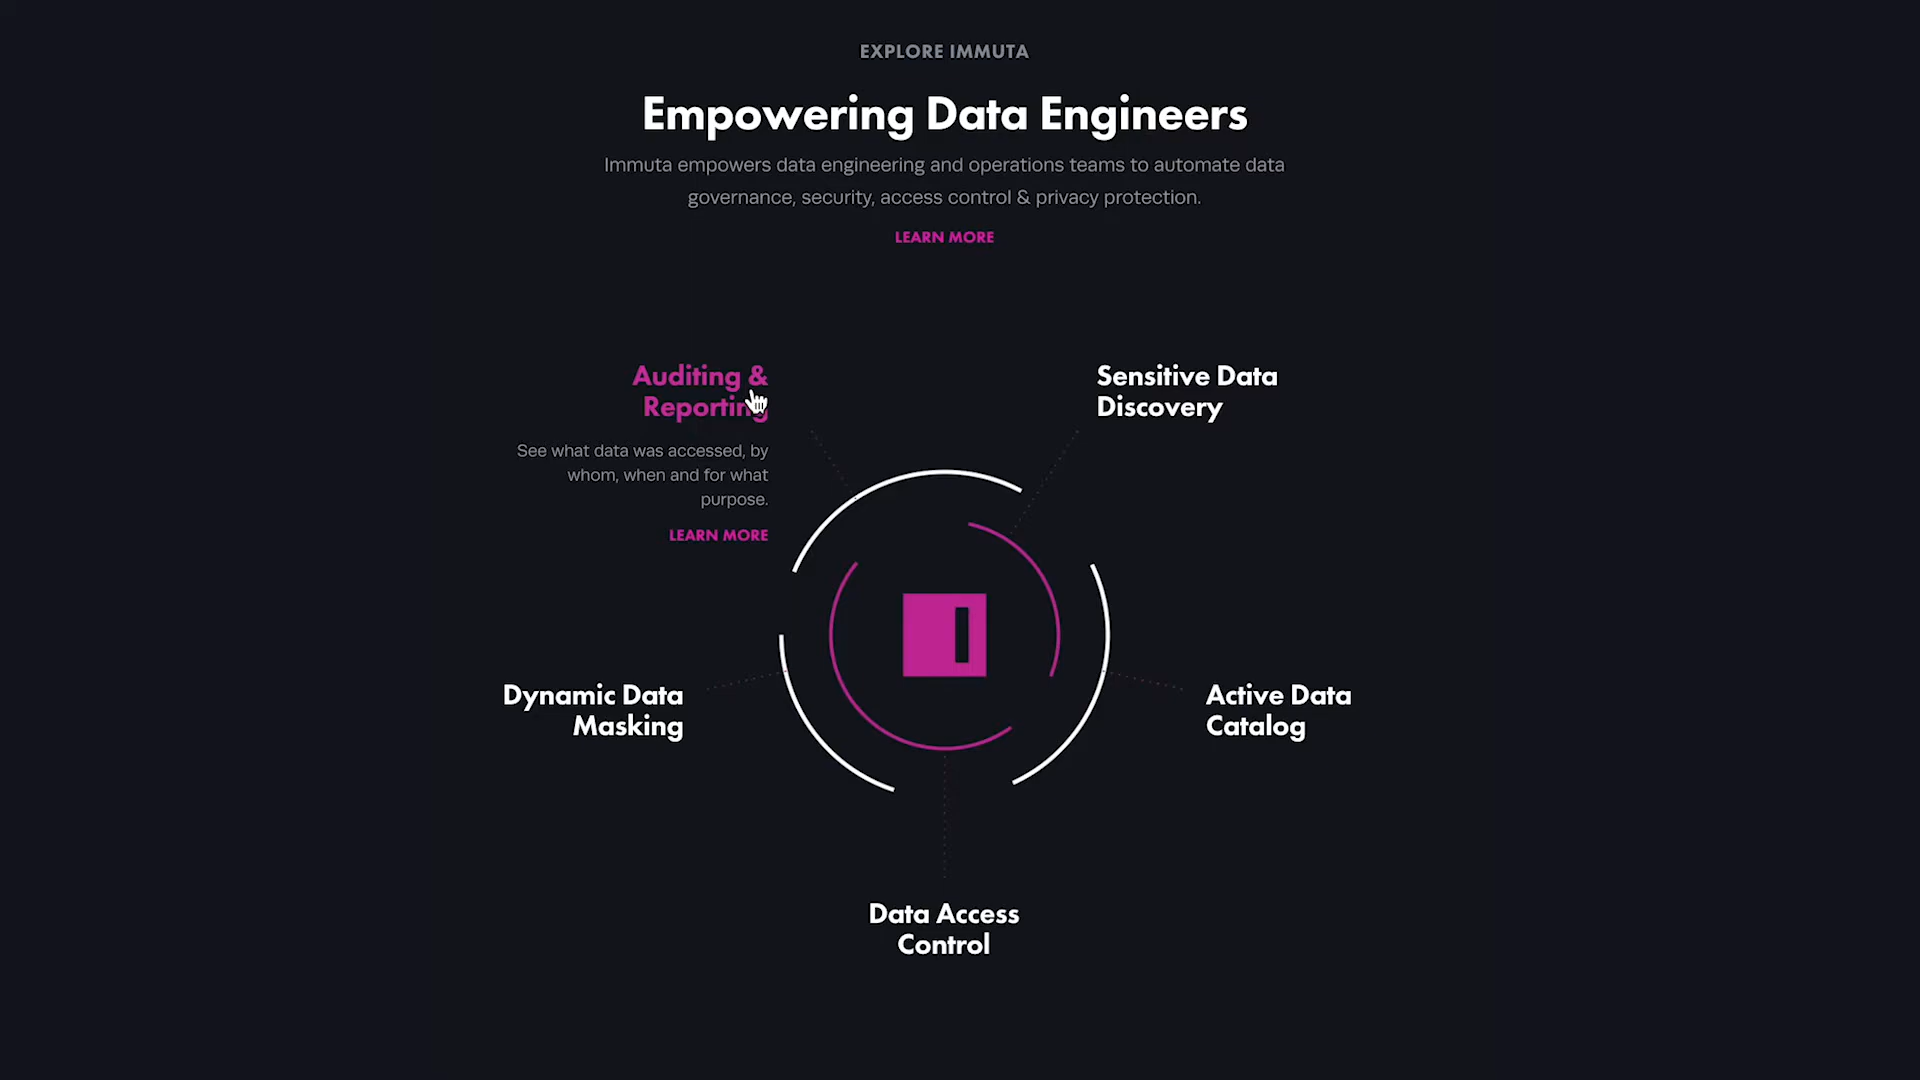 EXPLORE IMMUTA
Empowering Data Engineers
Immuta empowers data engineering and operations teams to automate data
governance, security, access control & privacy protection.
LEARN MORE
Auditing &
Reporting
See what data was accessed, by
whom, when and for what
purpose.
LEARN MORE
Sensitive Data
Discovery
Dynamic Data
Masking
Active Data
Catalog
Data Access
Control